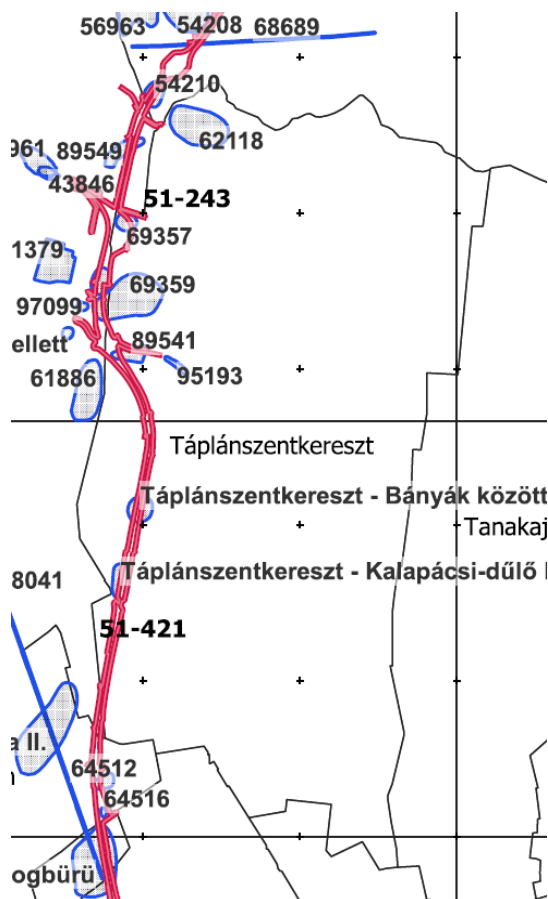 56963
54208
68689
54210
62118
961
89549
43846
51-243
69357
1379
69359
97099
ellett
89541
61886
95193
Táplánszentkereszt
Táplánszentkereszt - Bányák között
Tanakaj
Táplánszentkereszt - Kalapácsi-dűlő
8041
51-421
a II.
64512
64516
ogbürü